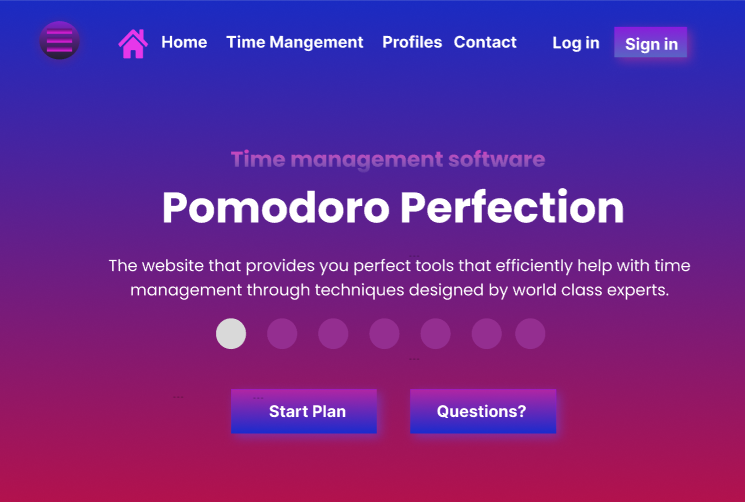 Home Time Mangement Profiles Contact Log in Sign in
Time management software
Pomodoro Perfection
The website that provides you perfect tools that efficiently help with time
management through techniques designed by world class experts.
...
... ...
Start Plan Questions?